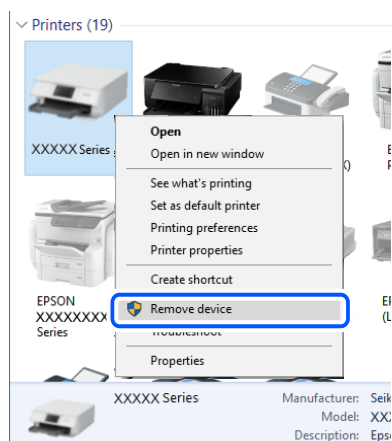 Printers (19)
XXXXX Series
Open
Open in new window
See what's printing
Set as default printer
Printing preferences
Printer properties
Create shortcut
Remove device
Troubleshoot
Properties
EPSON
XXXXXXXX
Series
XXXXX Series
Manufacturer:
Model:
Description: